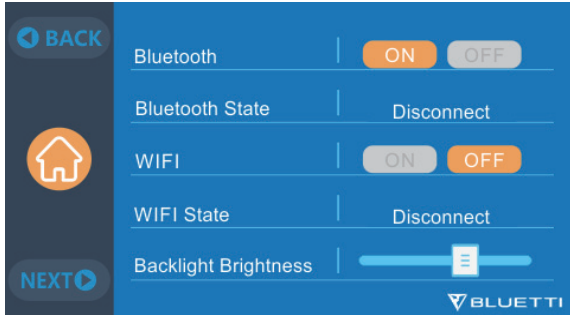 BACK
Bluetooth ON OFF
Bluetooth State Disconnect
WIFI ON OFF
WIFI State Disconnect
Backlight Brightness
NEXT
BLUETTI